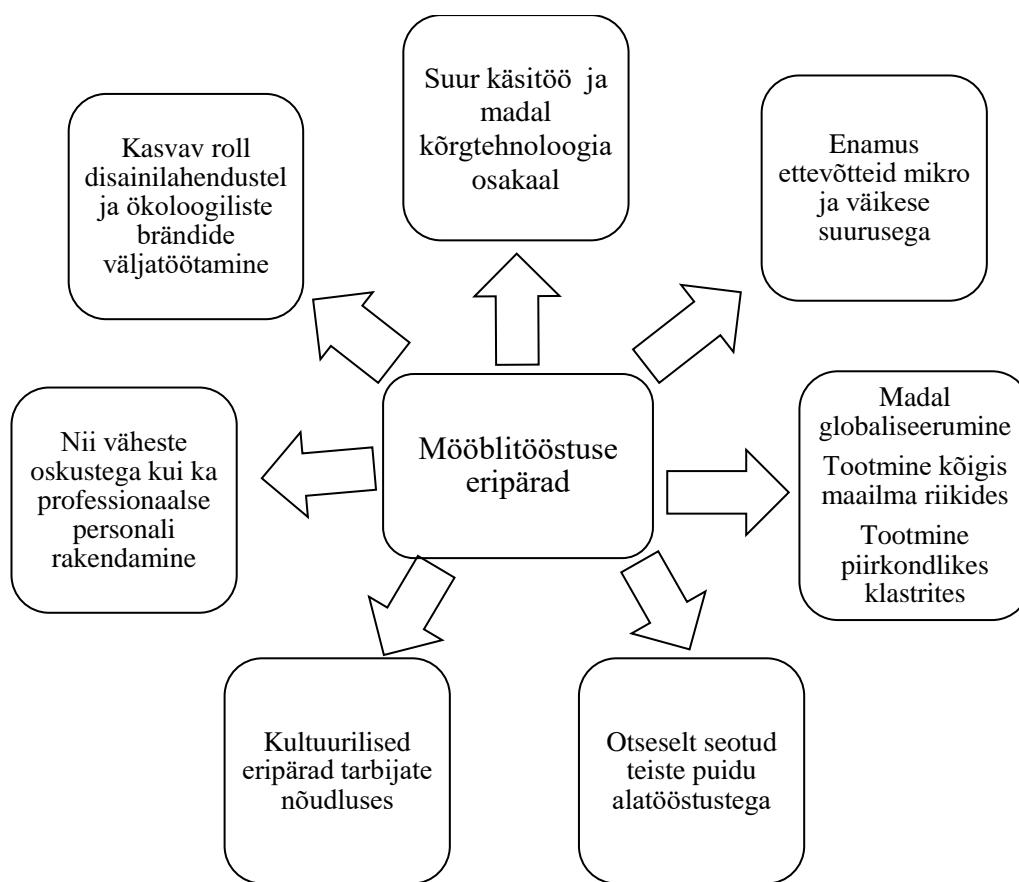 Suur käsitöö ja
madal
kõrgtehnoloogia
osakaal
Enamus
ettevõtteid mikro
ja väikese
suurusega
Madal
globaliseerumine
Tootmine kõigis
maailma riikides
Tootmine
piirkondlikes
klastrites
Otseselt seotud
teiste puidu
alatööstustega
Kultuurilised
eripärad tarbijate
nõudluses
Nii väheste
oskustega kui ka
professionaalse
personali
rakendamine
Kasvav roll
disainilahendustel
ja ökoloogiliste
brändide
väljatöötamine
Mööblitööstuse
eripärad